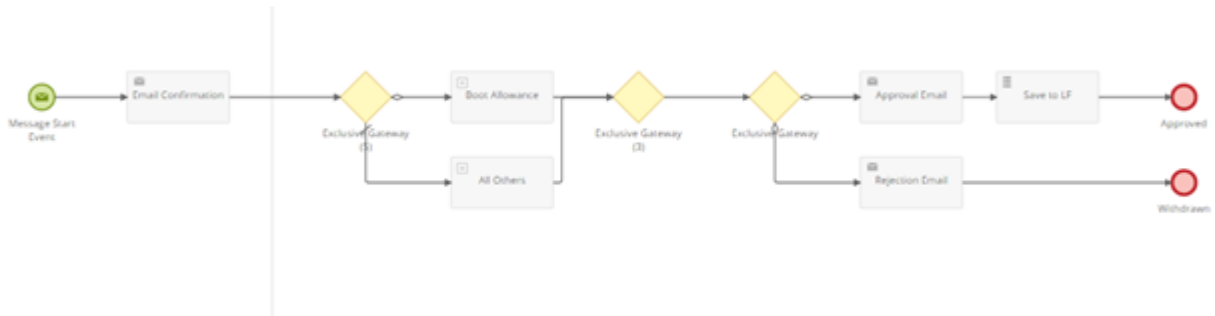 Message Start
Event
Email Confirmation
Exclusive Gateway
(5)
Boot Allowance
All Others
Exclusive Gateway
(3)
Exclusive Gateway
Approval Email
Save to LF
Approved
Rejection Email
Withdrawn